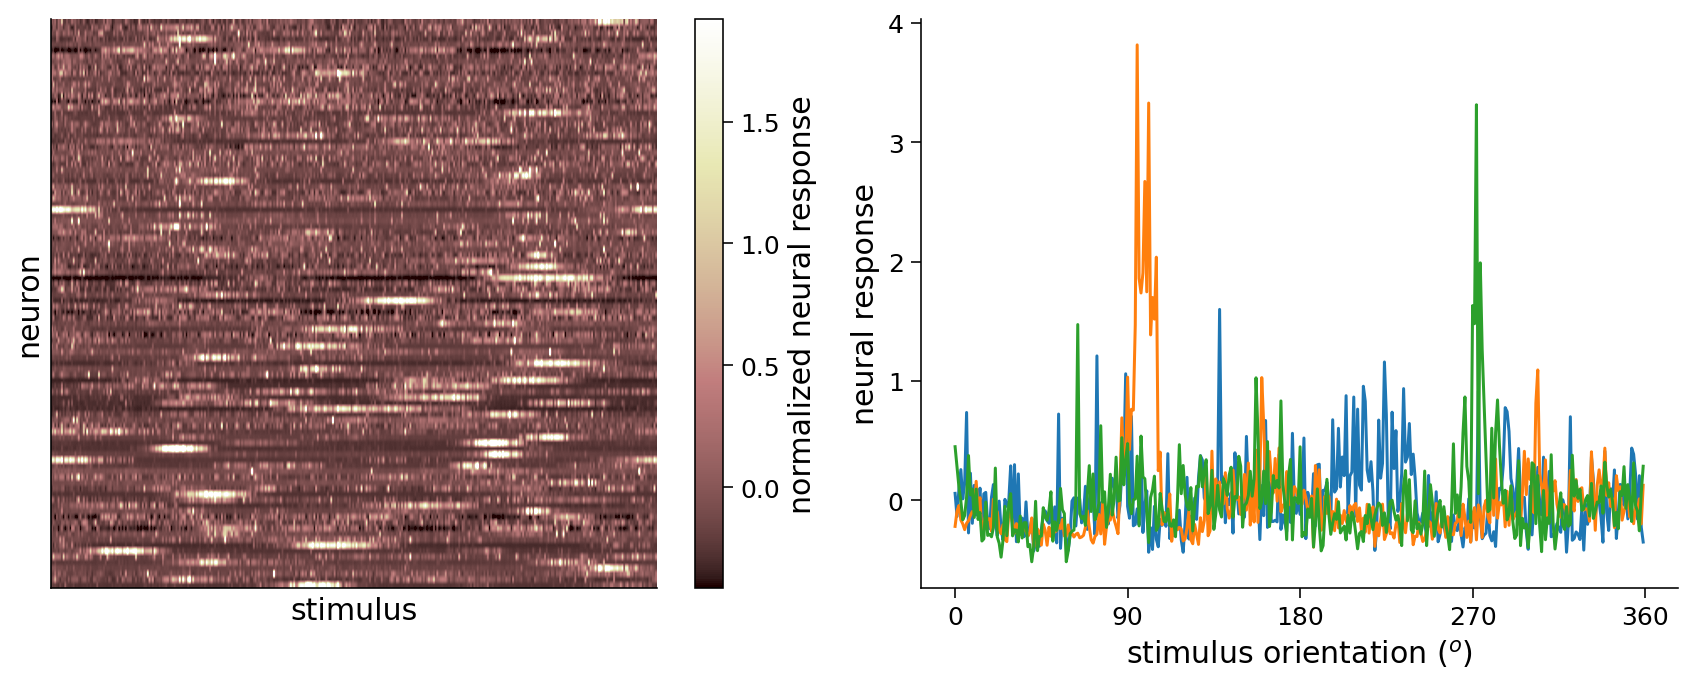 neuron
stimulus
1.5
1.0
0.5
0.0
normalized neural response
neural response
4
3
2
1
0
0 90 180 270 360
stimulus orientation (º)